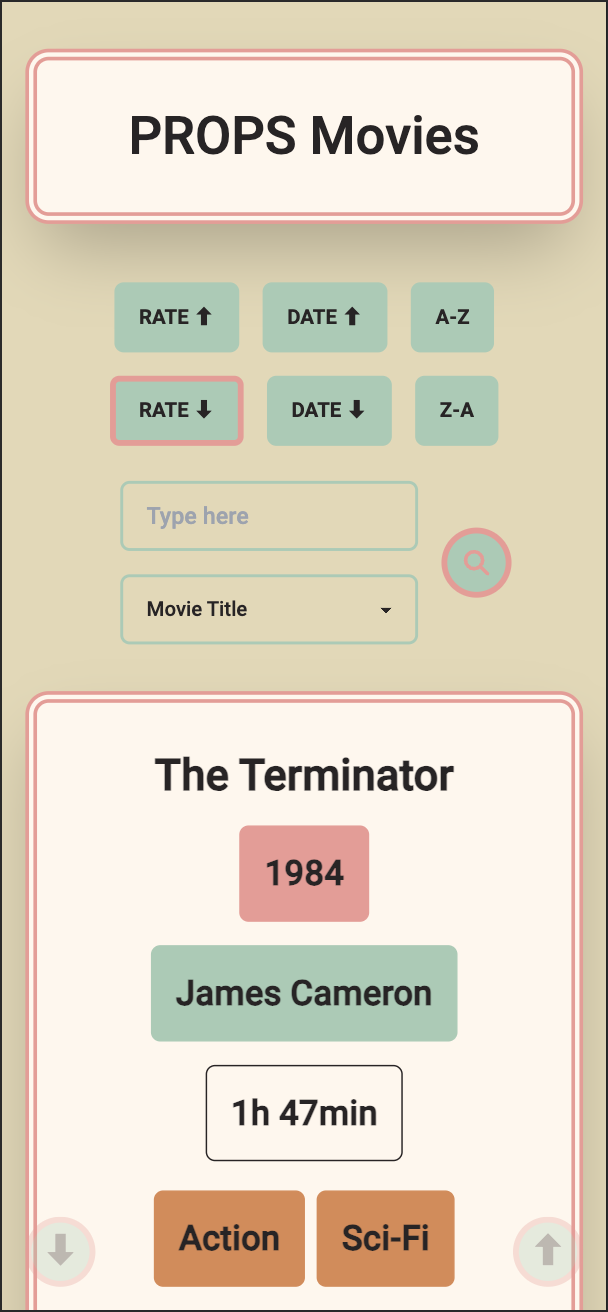 PROPS Movies
RATE ⬆ DATE ⬆ A-Z
RATE ⬇ DATE ⬇ Z-A
Type here
Movie Title
The Terminator
1984
James Cameron
1h 47min
Action Sci-Fi